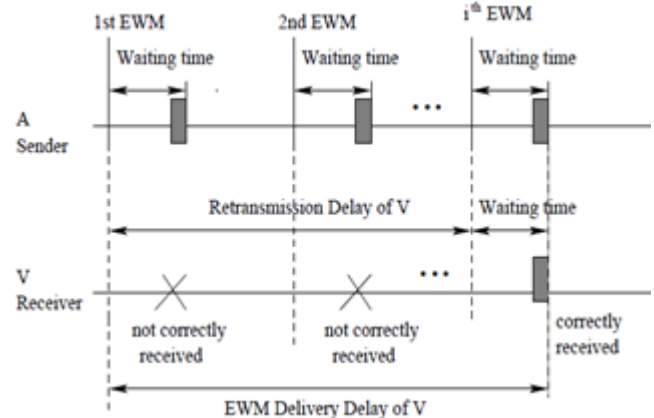 1st EWM 2nd EWM i th EWM
Waiting time Waiting time Waiting time
A
Sender
Retransmission Delay of V Waiting time
V
Receiver
not correctly
received
not correctly
received
correctly
received
EWM Delivery Delay of V